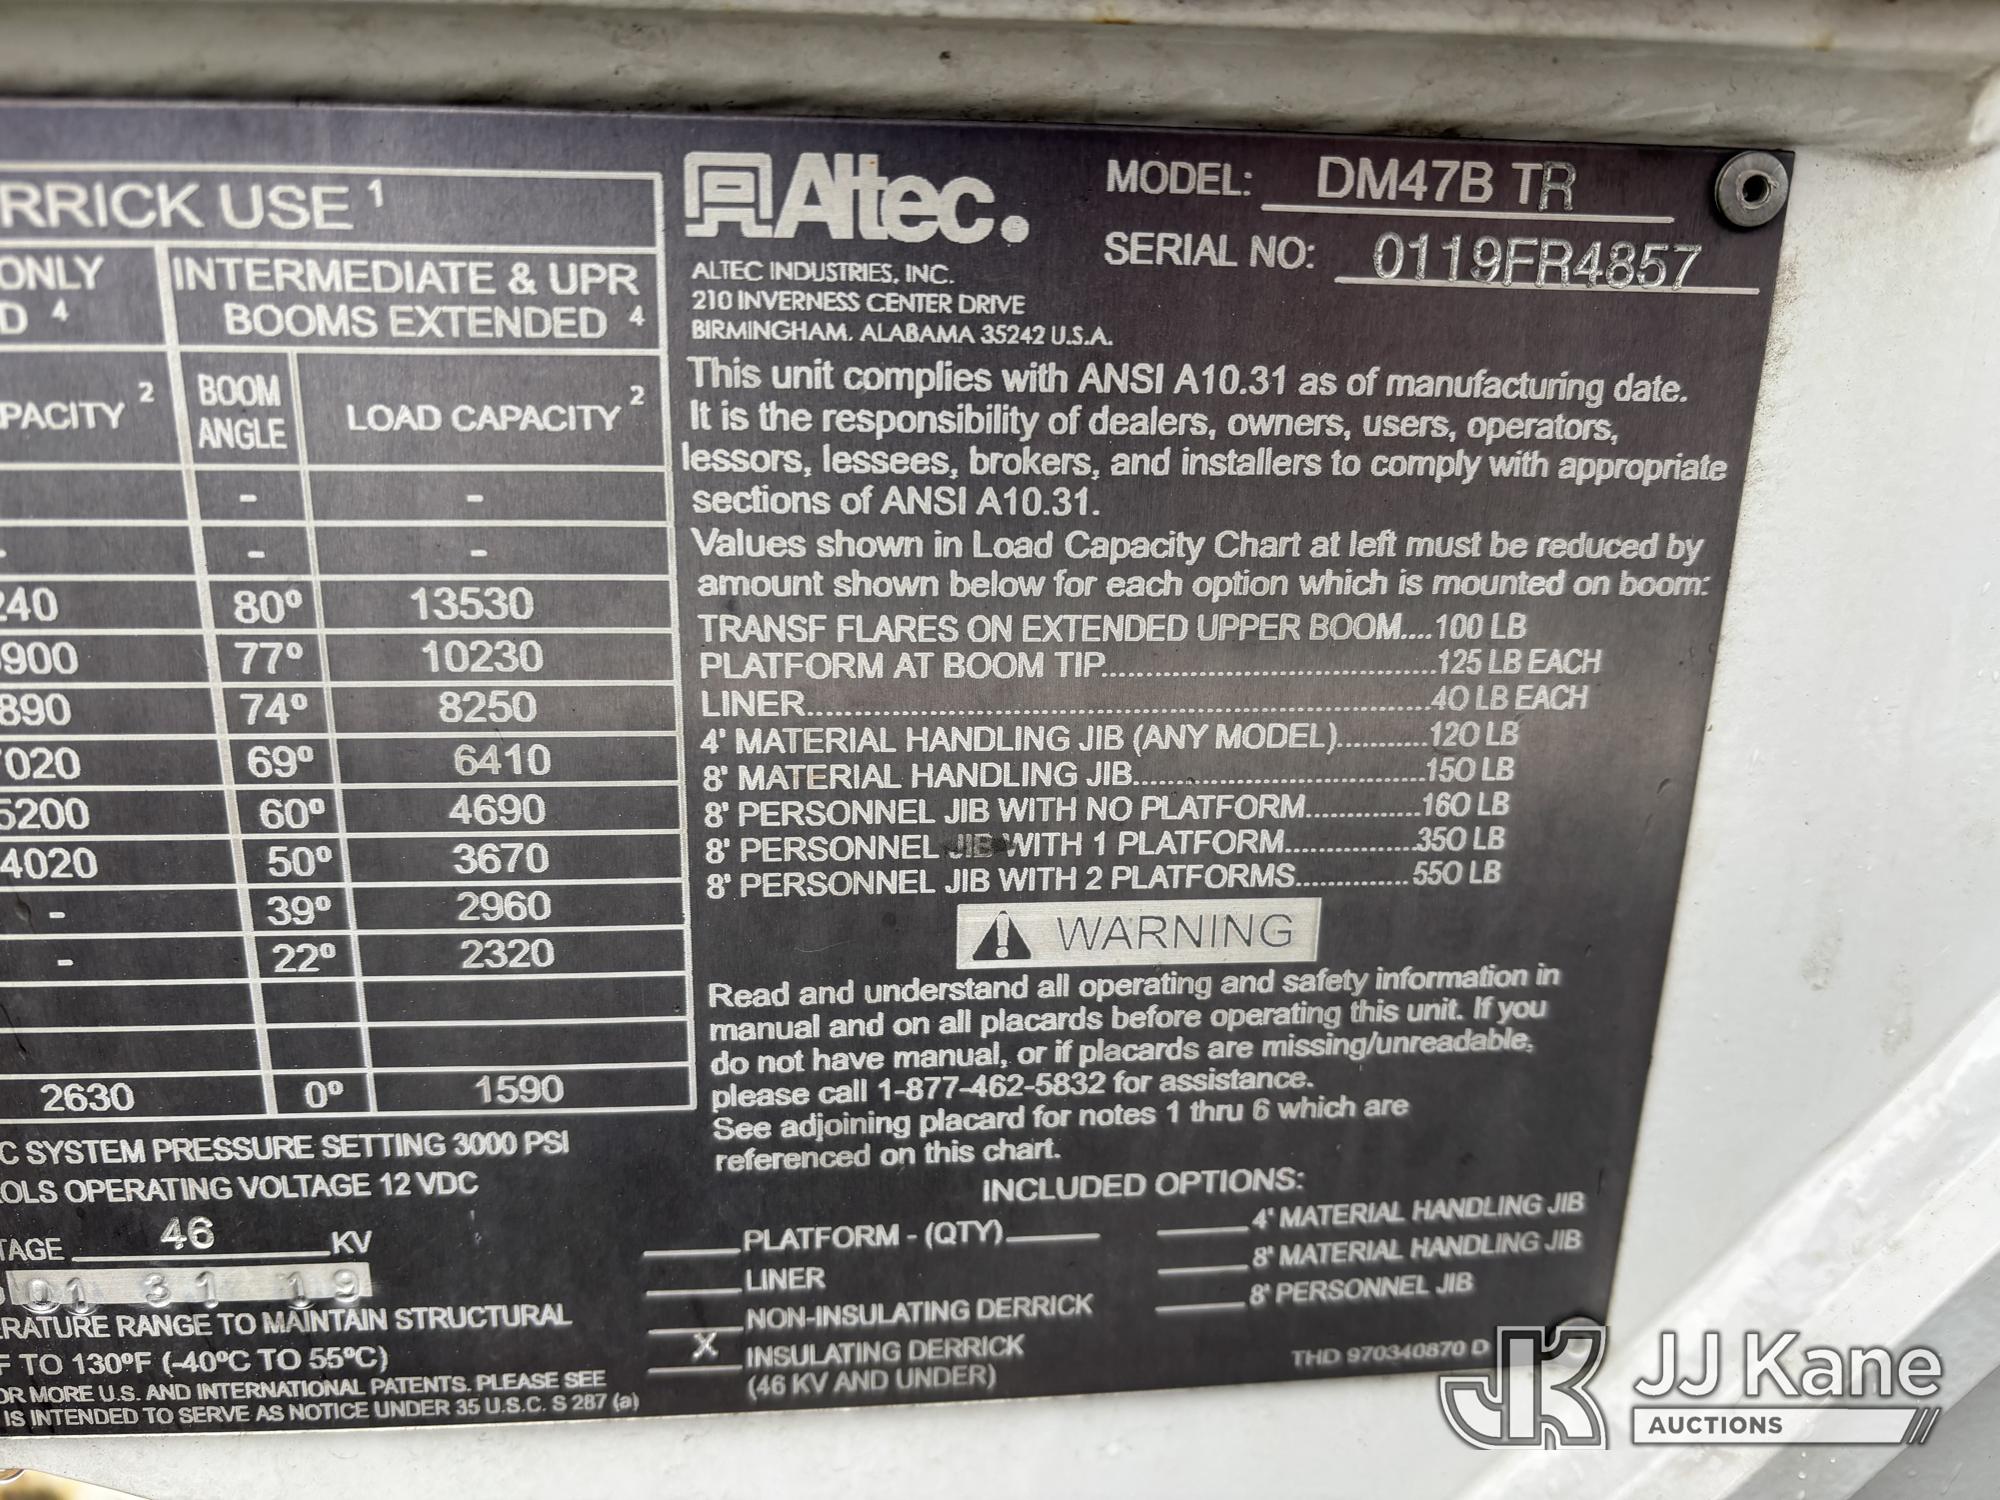 RRICK USE 1
ONLY
D 4
INTERMEDIATE & UPR
BOOMS EXTENDED 4
PACITY 2
BOOM
ANGLE
LOAD CAPACITY 2
- -
- - -
240 80º 13530
900 77º 10230
890 74º 8250
7020 69º 6410
5200 60º 4690
4020 50º 3670
- 39º 2960
- 22º 2320
2630 0º 1590
C SYSTEM PRESSURE SETTING 3000 PSI
OLS OPERATING VOLTAGE 12 VDC
TAGE 46 KV
01 31 19
RATURE RANGE TO MAINTAIN STRUCTURAL
F TO 130ºF (-40ºC TO 55ºC)
OR MORE U.S. AND INTERNATIONAL PATENTS. PLEASE SEE
IS INTENDED TO SERVE AS NOTICE UNDER 35 U.S.C. S 287 (a)
Altec.
MODEL: DM47B TR
SERIAL NO: 0119FR4857
ALTEC INDUSTRIES, INC.
210 INVERNESS CENTER DRIVE
BIRMINGHAM, ALABAMA 35242 U.S.A.
This unit complies with ANSI A10.31 as of manufacturing date.
It is the responsibility of dealers, owners, users, operators,
lessors, lessees, brokers, and installers to comply with appropriate
sections of ANSI A10.31.
Values shown in Load Capacity Chart at left must be reduced by
amount shown below for each option which is mounted on boom:
TRANSF FLARES ON EXTENDED UPPER BOOM....100 LB
PLATFORM AT BOOM TIP....125 LB EACH
LINER....40 LB EACH
4' MATERIAL HANDLING JIB (ANY MODEL)....120 LB
8' MATERIAL HANDLING JIB....150 LB
8' PERSONNEL JIB WITH NO PLATFORM....160 LB
8' PERSONNEL JIB WITH 1 PLATFORM....350 LB
8' PERSONNEL JIB WITH 2 PLATFORMS....550 LB
WARNING
Read and understand all operating and safety information in
manual and on all placards before operating this unit. If you
do not have manual, or if placards are missing/unreadable,
please call 1-877-462-5832 for assistance.
See adjoining placard for notes 1 thru 6 which are
referenced on this chart.
INCLUDED OPTIONS:
PLATFORM - (QTY)
LINER
NON-INSULATING DERRICK
X INSULATING DERRICK
(46 KV AND UNDER)
4' MATERIAL HANDLING JIB
8' MATERIAL HANDLING JIB
8' PERSONNEL JIB
THD 970340870 D
JK JJ Kane
AUCTIONS